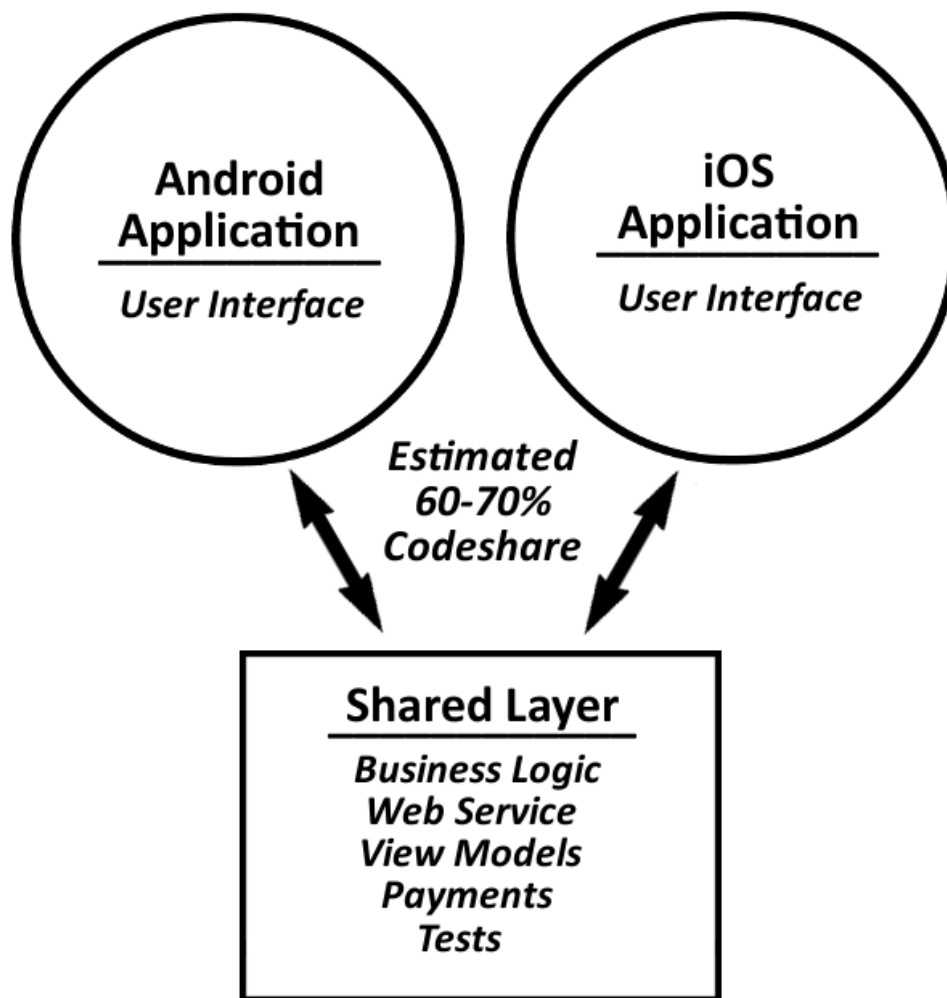 Android
Application
User Interface
iOS
Application
User Interface
Estimated
60-70%
Codeshare
Shared Layer
Business Logic
Web Service
View Models
Payments
Tests